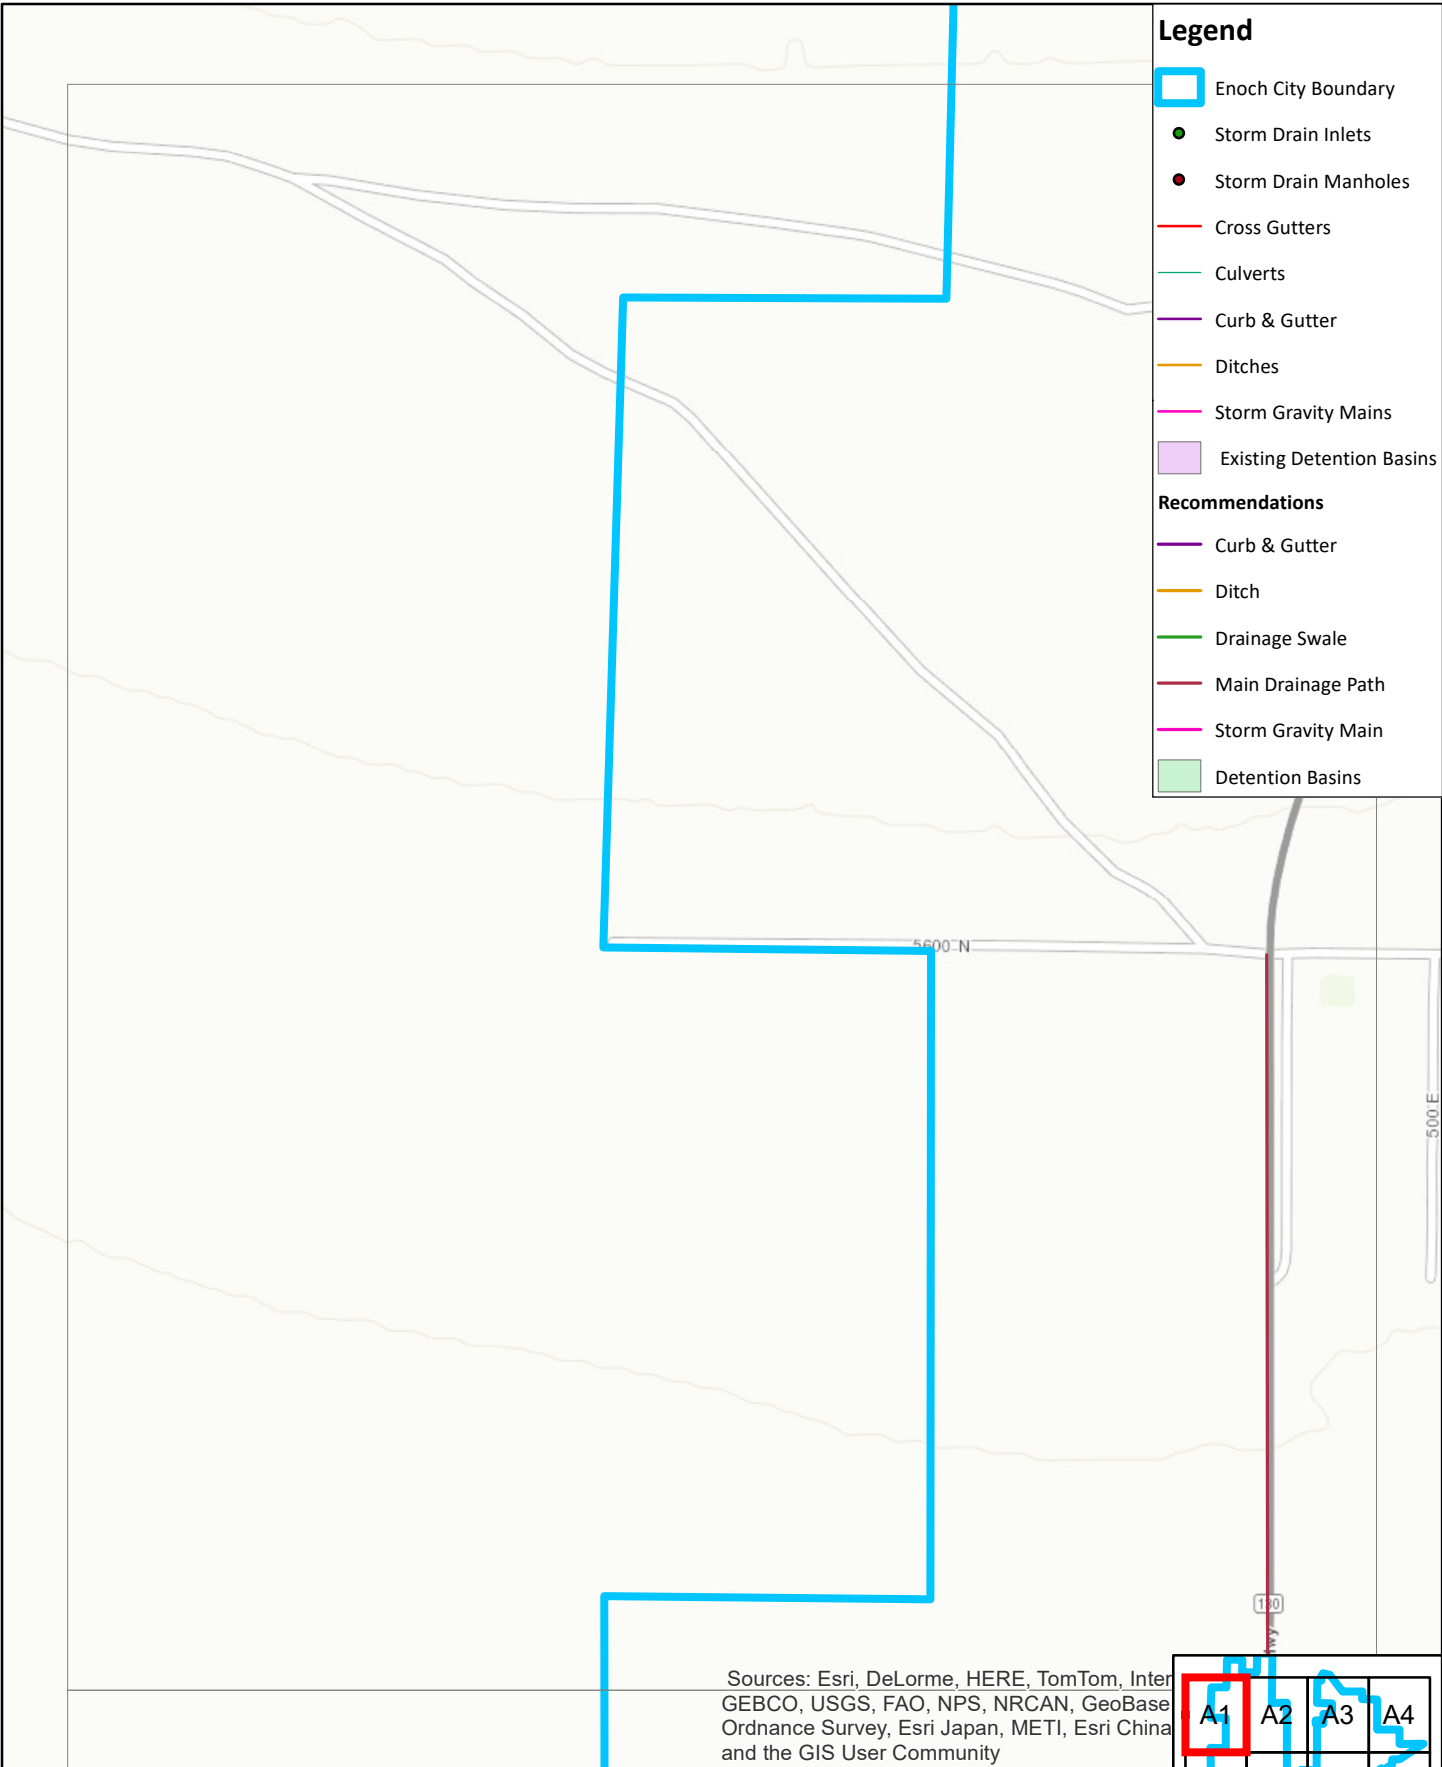 Legend
Enoch City Boundary
Storm Drain Inlets
Storm Drain Manholes
Cross Gutters
Culverts
Curb & Gutter
Ditches
Storm Gravity Mains
Existing Detention Basins
Recommendations
Curb & Gutter
Ditch
Drainage Swale
Main Drainage Path
Storm Gravity Main
Detention Basins
5600 N
500 E
130
Sources: Esri, DeLorme, HERE, TomTom, Inter
GEBCO, USGS, FAO, NPS, NRCAN, GeoBase
Ordnance Survey, Esri Japan, METI, Esri China
and the GIS User Community
A1 A2 A3 A4